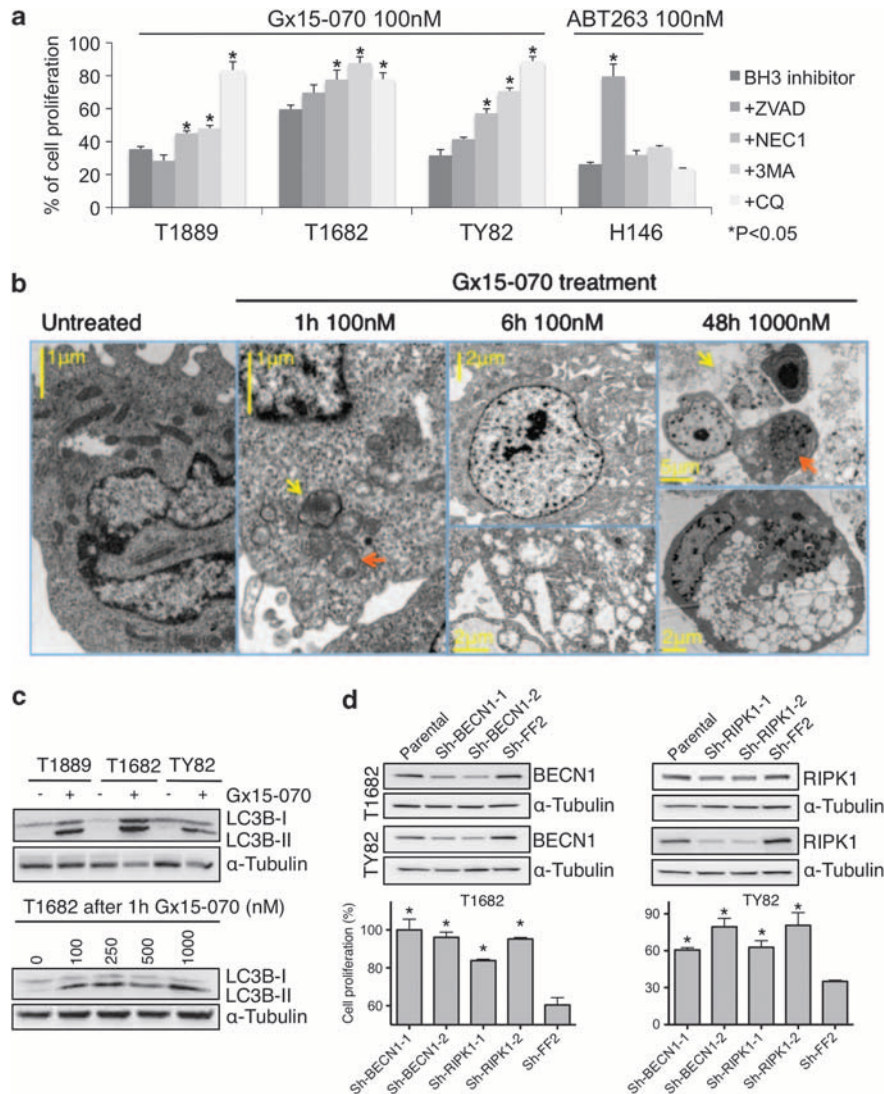 a
Gx15-070 100nM
ABT263 100nM
% of cell proliferation
100
80
60
40
20
0
* * * * * * * * * *
T1889 T1682 TY82 H146
BH3 inhibitor
+ZVAD
+NEC1
+3MA
+CQ
*P<0.05
b
Gx15-070 treatment
Untreated 1h 100nM 6h 100nM 48h 1000nM
1µm
1µm
2µm
2µm
5µm
2µm
c
T1889 T1682 TY82
- + - + - +
Gx15-070
LC3B-I
LC3B-II
α-Tubulin
T1682 after 1h Gx15-070 (nM)
0 100 250 500 1000
LC3B-I
LC3B-II
α-Tubulin
d
Parental Sh-BECN1-1 Sh-BECN1-2 Sh-FF2
T1682
BECN1
α-Tubulin
TY82
BECN1
α-Tubulin
Parental Sh-RIPK1-1 Sh-RIPK1-2 Sh-FF2
RIPK1
α-Tubulin
RIPK1
α-Tubulin
T1682
Cell proliferation (%)
100
80
60
* * * *
Sh-BECN1-1 Sh-BECN1-2 Sh-RIPK1-1 Sh-RIPK1-2 Sh-FF2
TY82
90
60
30
0
* * * *
Sh-BECN1-1 Sh-BECN1-2 Sh-RIPK1-1 Sh-RIPK1-2 Sh-FF2